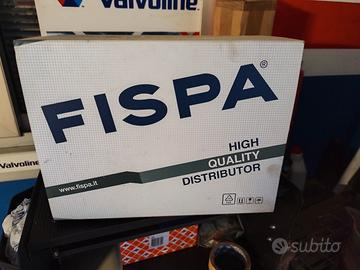 Valvoline
FISPA®
HIGH
QUALITY
DISTRIBUTOR
www.fispa.it
Valvoline
subito